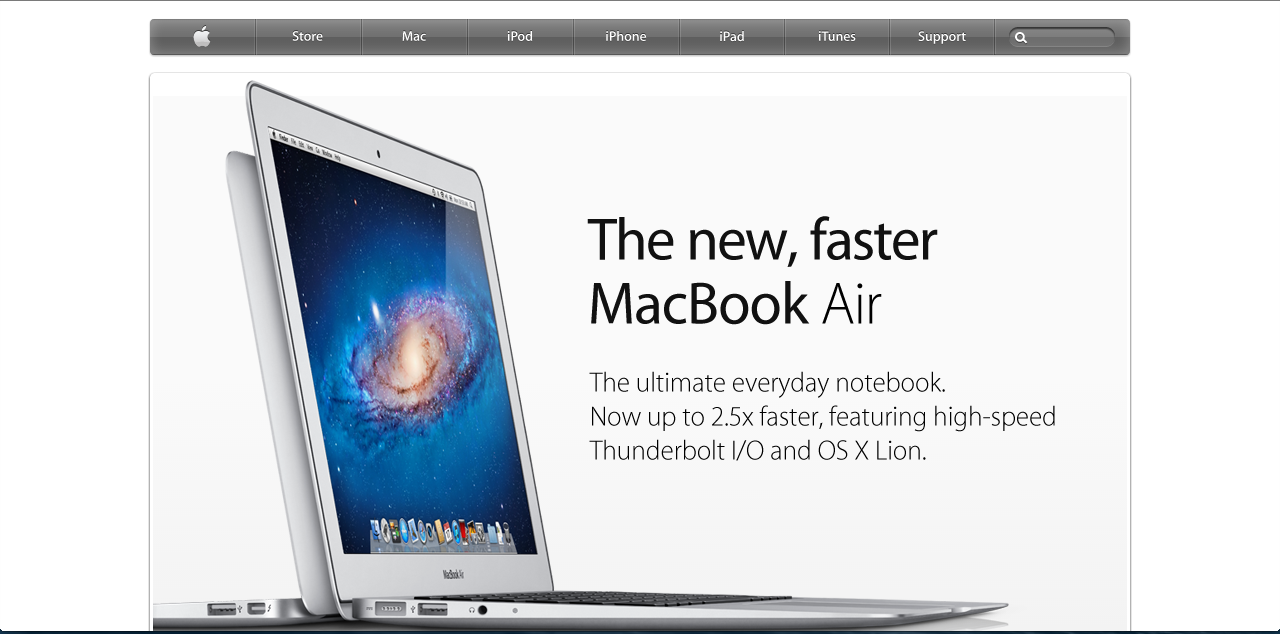 Store Mac iPod iPhone iPad iTunes Support
The new, faster
MacBook Air
The ultimate everyday notebook.
Now up to 2.5x faster, featuring high-speed
Thunderbolt I/O and OS X Lion.
MacBook Air